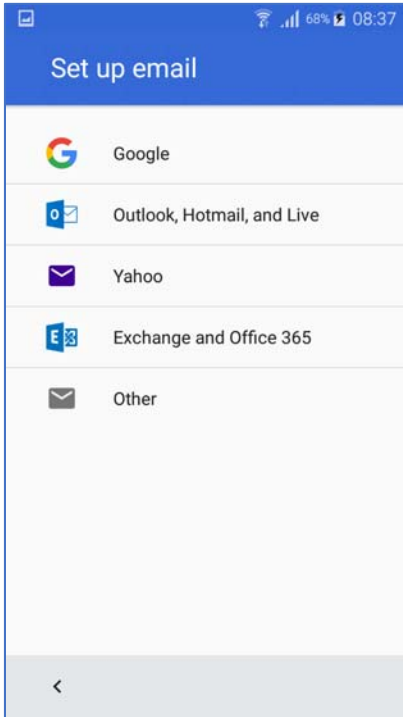 68% 08:37
Set up email
Google
Outlook, Hotmail, and Live
Yahoo
Exchange and Office 365
Other